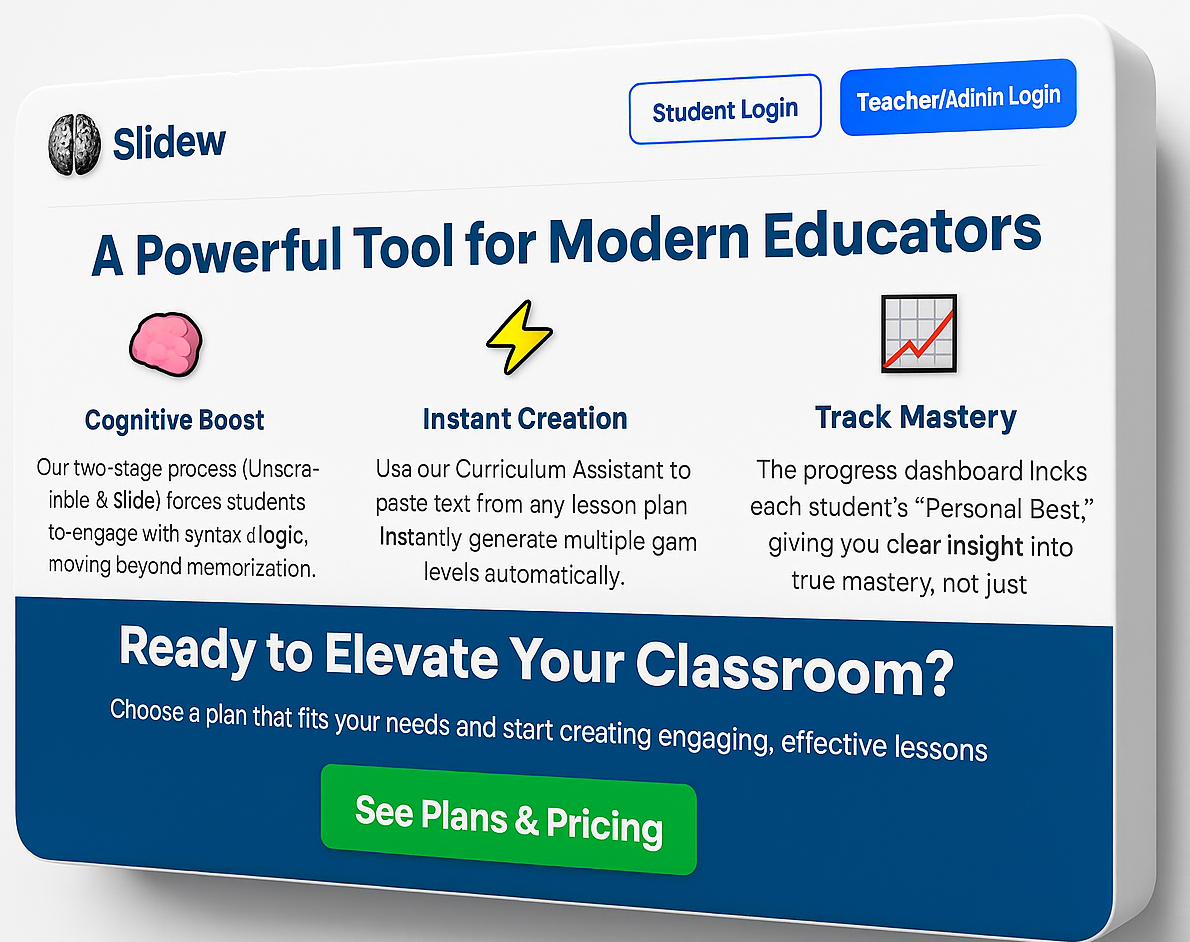 Slidew
Student Login
Teacher/Adinin Login
A Powerful Tool for Modern Educators
Cognitive Boost
Our two-stage process (Unscra-
inble & Slide) forces students
to-engage with syntax dlogic,
moving beyond memorization.
Instant Creation
Usa our Curriculum Assistant to
paste text from any lesson plan
Instantly generate multiple gam
levels automatically.
Track Mastery
The progress dashboard Incks
each student’s “Personal Best,”
giving you clear insight into
true mastery, not just
Ready to Elevate Your Classroom?
Choose a plan that fits your needs and start creating engaging, effective lessons
See Plans & Pricing